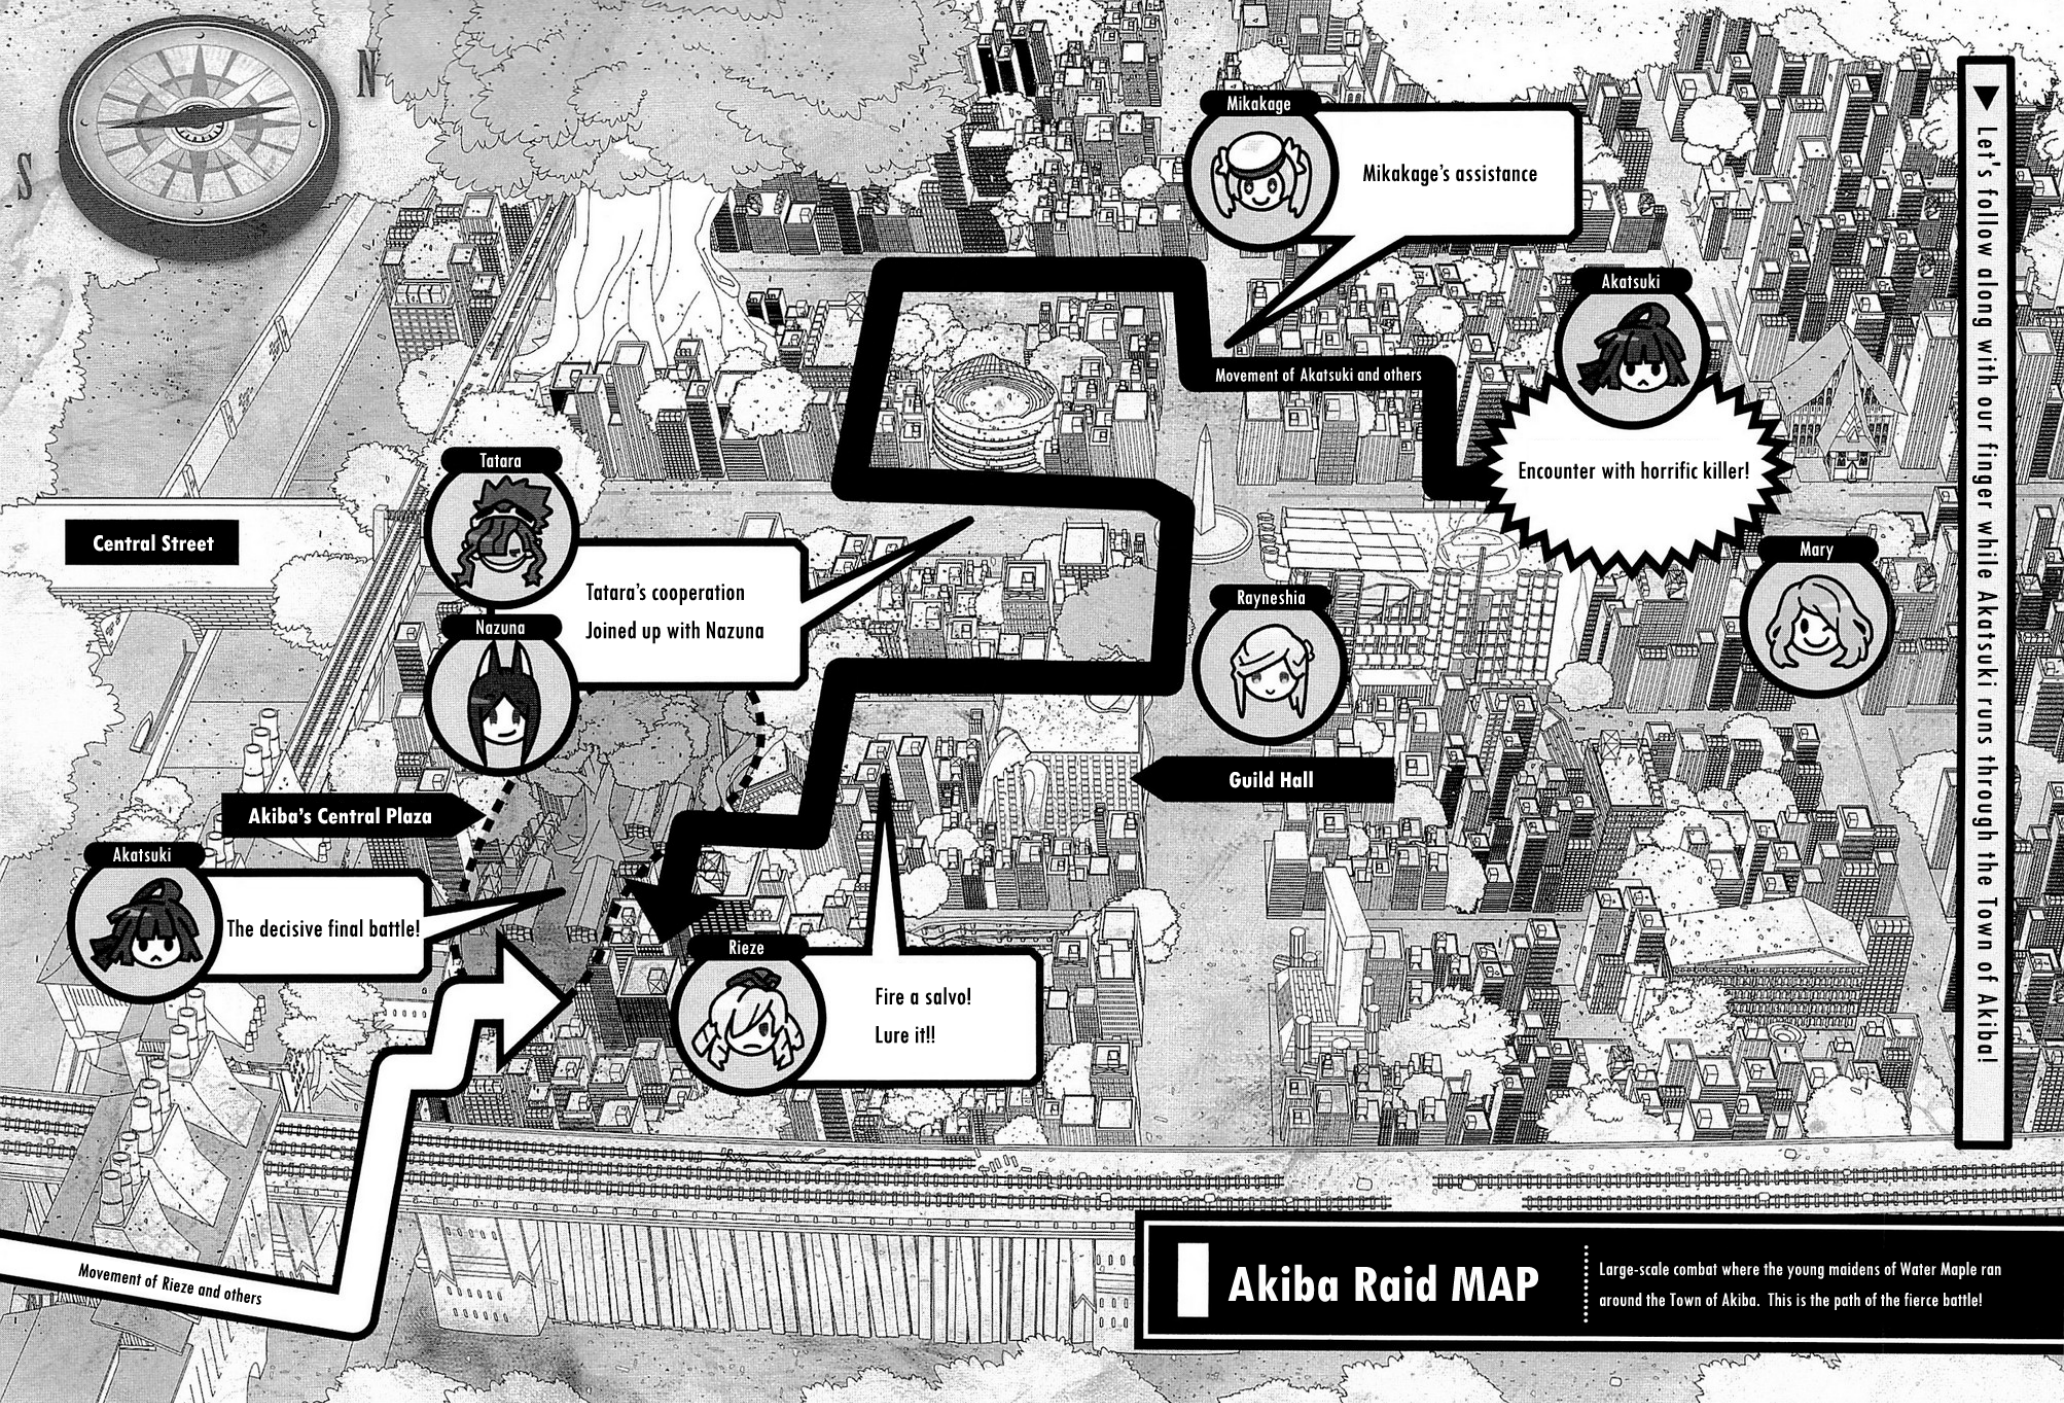 N
S
Mikakage
Mikakage's assistance
Akatsuki
Movement of Akatsuki and others
Encounter with horrific killer!
Tatara
Central Street
Tatara's cooperation
Joined up with Nazuna
Nazuna
Mary
Rayneshia
Guild Hall
Akiba's Central Plaza
Akatsuki
The decisive final battle!
Rieze
Fire a salvo!
Lure it!!
Movement of Rieze and others
▼ Let's follow along with our finger while Akatsuki runs through the Town of Akiba!
Akiba Raid MAP
Large-scale combat where the young maidens of Water Maple ran
around the Town of Akiba. This is the path of the fierce battle!